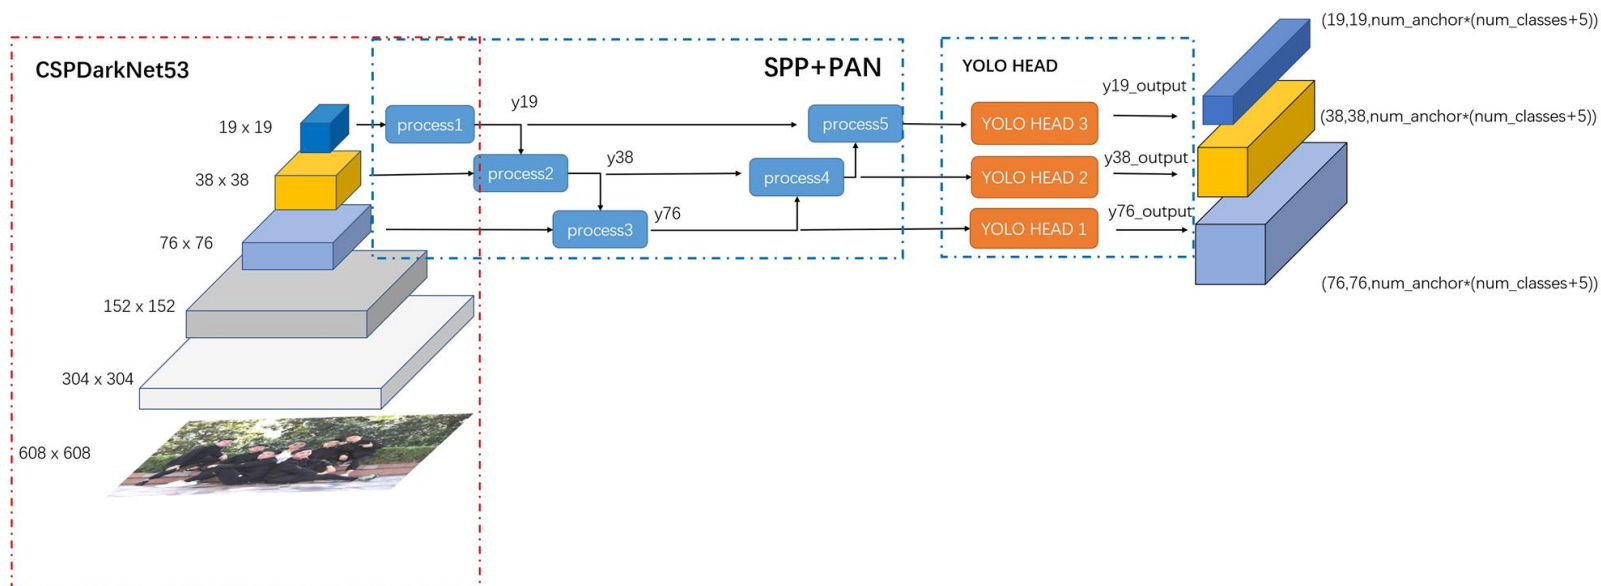 CSPDarkNet53
SPP+PAN
YOLO HEAD
(19,19,num_anchor*(num_classes+5))
19 x 19
process1
y19
process5
YOLO HEAD 3
y19_output
(38,38,num_anchor*(num_classes+5))
38 x 38
process2
y38
process4
YOLO HEAD 2
y38_output
76 x 76
process3
y76
YOLO HEAD 1
y76_output
(76,76,num_anchor*(num_classes+5))
152 x 152
304 x 304
608 x 608